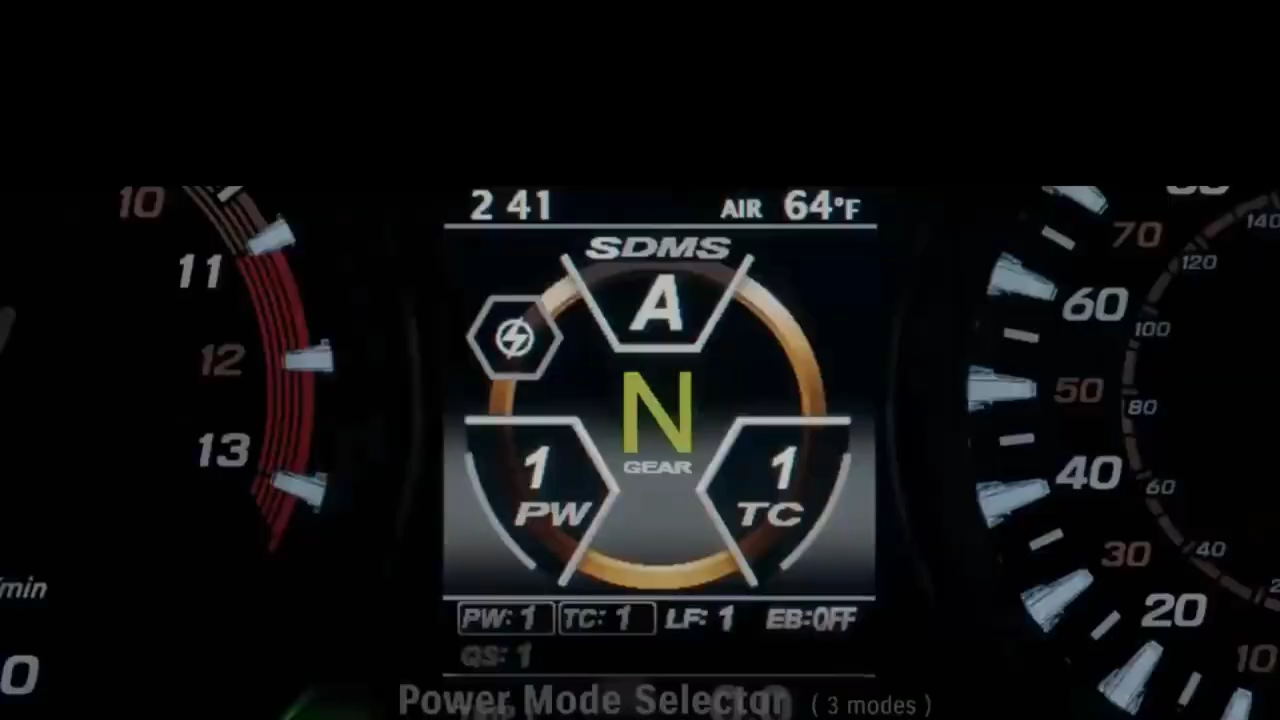 2 41 AIR 64°F
SDMS
A
N
GEAR
1 PW
1 TC
PW: 1 TC: 1 LF: 1 EB:OFF
QS: 1
Power Mode Selector ( 3 modes )
10
11
12
13
0
70
60
50
40
30
20
10
140
120
100
80
60
40